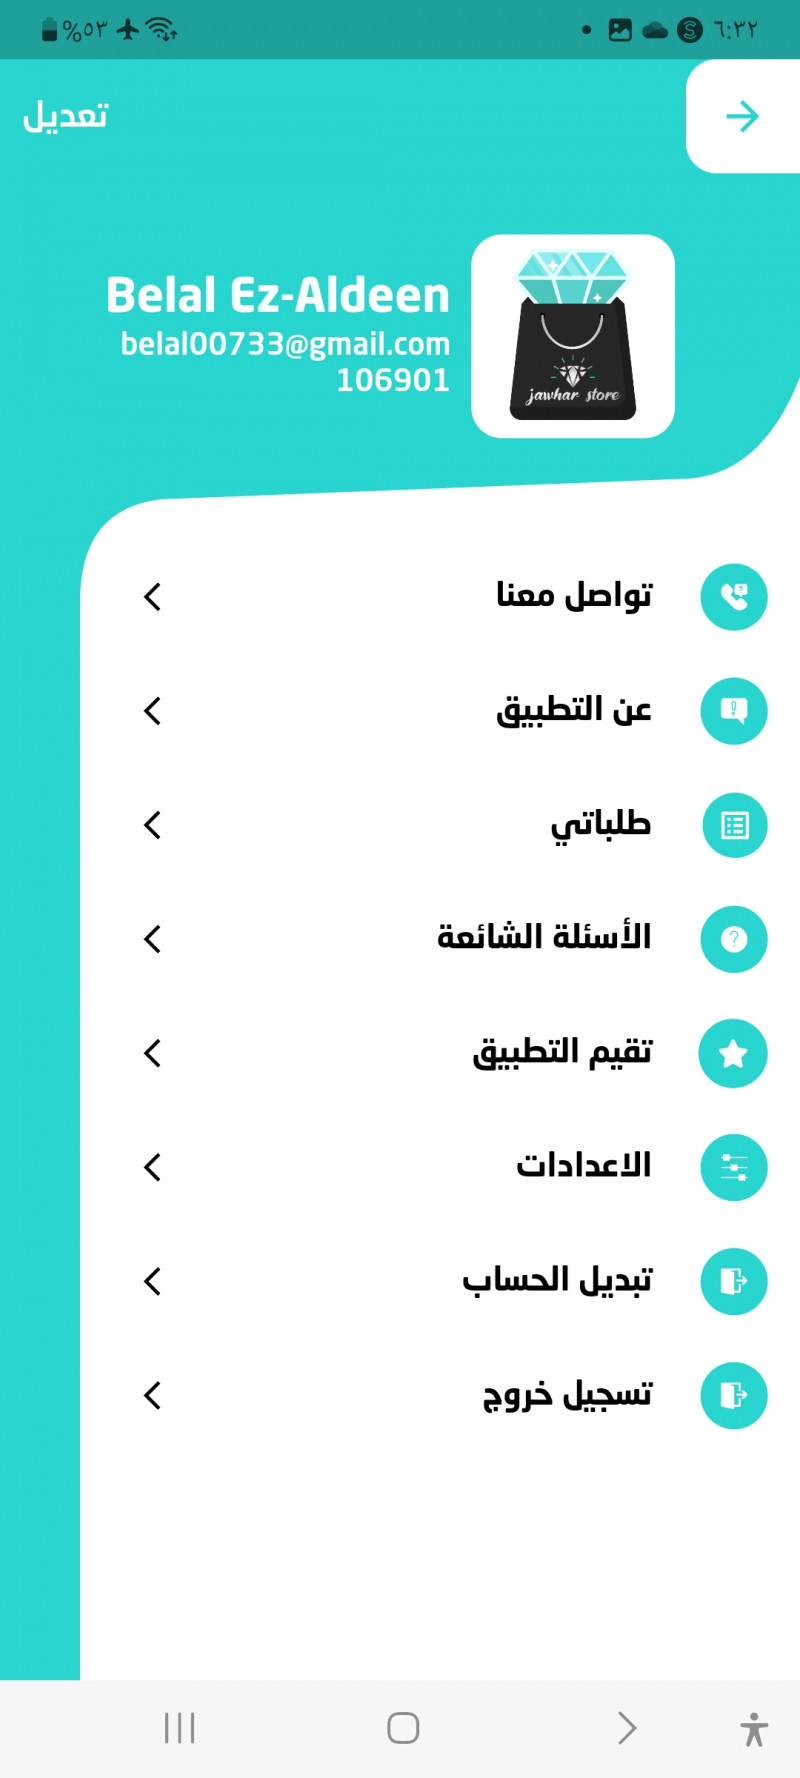 ٦:٣٢
%٥٣
تعديل
Belal Ez-Aldeen
belal00733@gmail.com
106901
jawhar store
تواصل معنا
عن التطبيق
طلباتي
الأسئلة الشائعة
تقيم التطبيق
الاعدادات
تبديل الحساب
تسجيل خروج